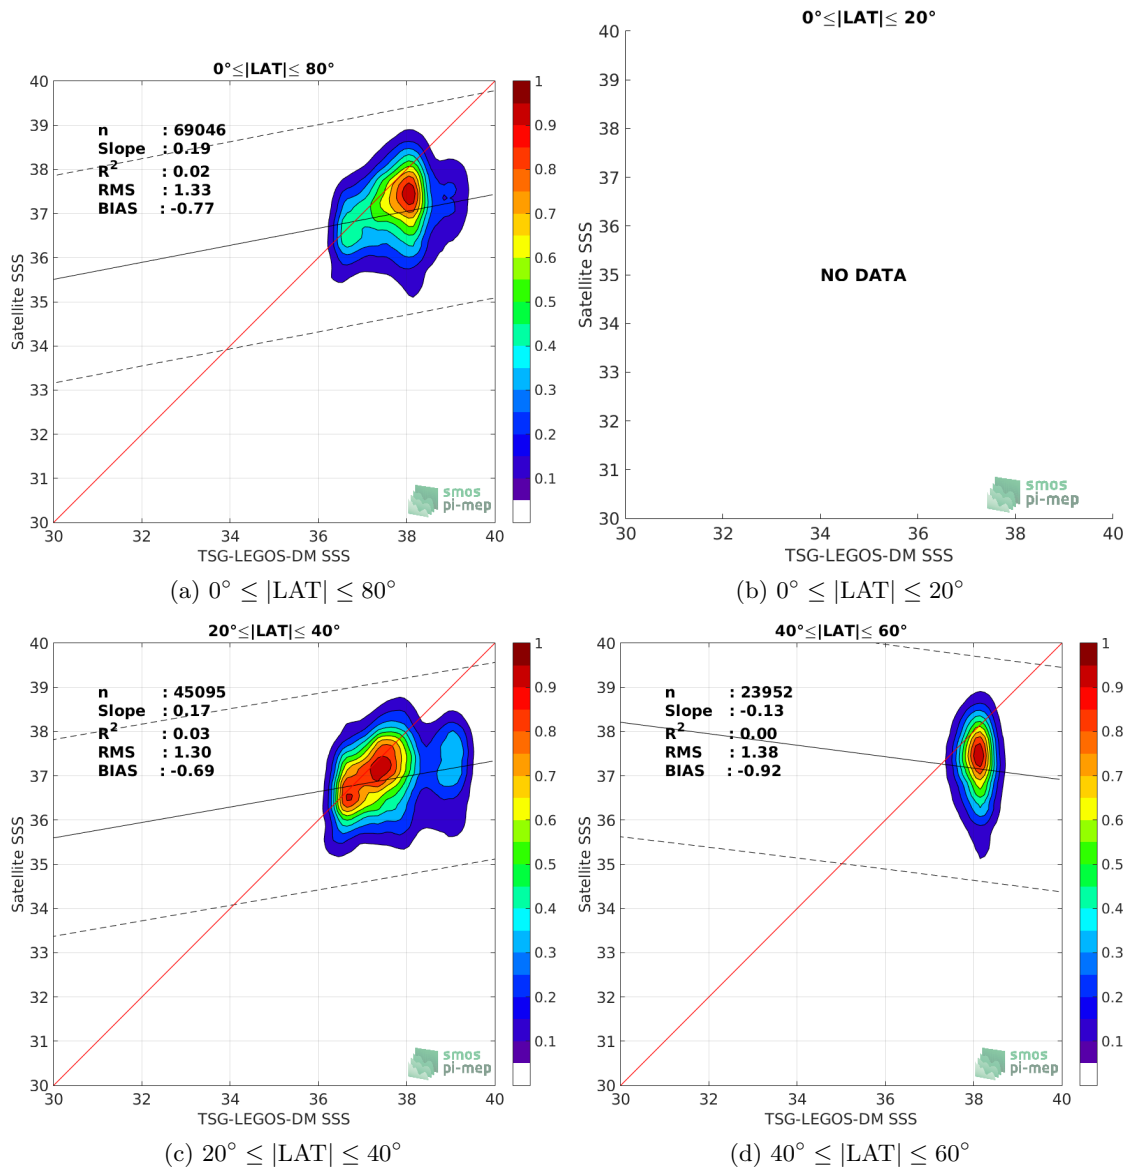 0°≤|LAT|≤ 80°
40
39
38
37
36
35
34
33
32
31
30
Satellite SSS
n : 69046
Slope : 0.19
R² : 0.02
RMS : 1.33
BIAS : -0.77
30 32 34 36 38 40
TSG-LEGOS-DM SSS
1
0.9
0.8
0.7
0.6
0.5
0.4
0.3
0.2
0.1
smos
pi-mep
(a) 0° ≤ |LAT| ≤ 80°
0°≤|LAT|≤ 20°
40
39
38
37
36
35
34
33
32
31
30
Satellite SSS
NO DATA
30 32 34 36 38 40
TSG-LEGOS-DM SSS
smos
pi-mep
(b) 0° ≤ |LAT| ≤ 20°
20°≤|LAT|≤ 40°
40
39
38
37
36
35
34
33
32
31
30
Satellite SSS
n : 45095
Slope : 0.17
R² : 0.03
RMS : 1.30
BIAS : -0.69
30 32 34 36 38 40
TSG-LEGOS-DM SSS
1
0.9
0.8
0.7
0.6
0.5
0.4
0.3
0.2
0.1
smos
pi-mep
(c) 20° ≤ |LAT| ≤ 40°
40°≤|LAT|≤ 60°
40
39
38
37
36
35
34
33
32
31
30
Satellite SSS
n : 23952
Slope : -0.13
R² : 0.00
RMS : 1.38
BIAS : -0.92
30 32 34 36 38 40
TSG-LEGOS-DM SSS
1
0.9
0.8
0.7
0.6
0.5
0.4
0.3
0.2
0.1
smos
pi-mep
(d) 40° ≤ |LAT| ≤ 60°